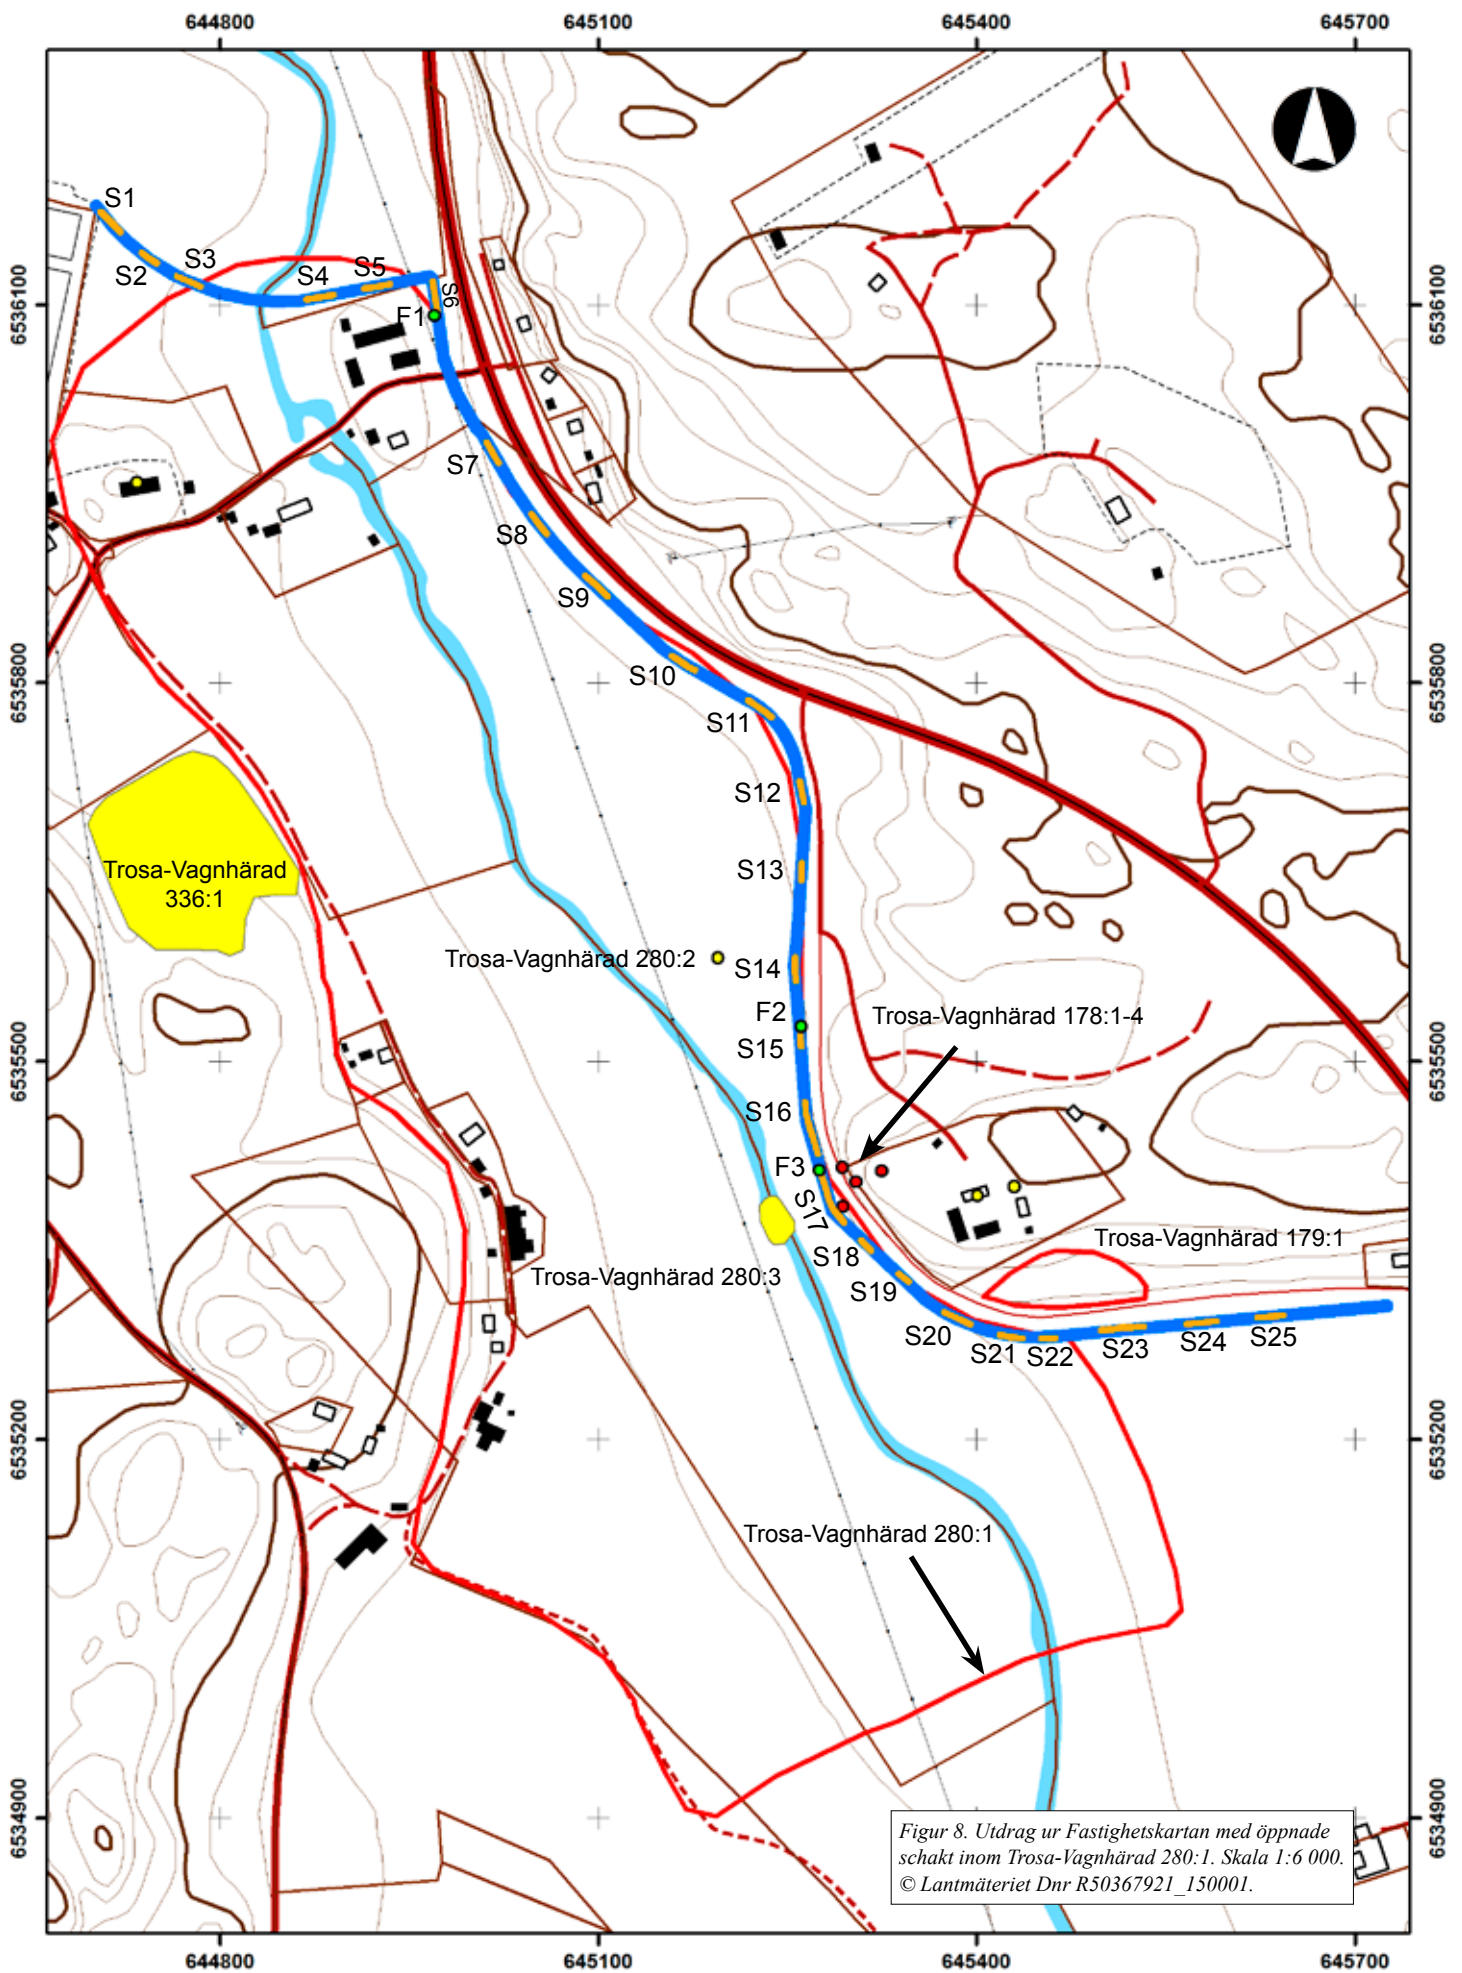 644800 645100 645400 645700
S1
S2
S3
S4
S5
S6
6536100 6536100
F1
S7
S8
S9
S10
6535800 6535800
S11
S12
S13
Trosa-Vagnhärad
336:1
Trosa-Vagnhärad 280:2
S14
F2
Trosa-Vagnhärad 178:1-4
S15
6535500 6535500
S16
F3
S17
S18
Trosa-Vagnhärad 179:1
Trosa-Vagnhärad 280:3
S19
S20
S21
S22
S23
S24
S25
6535200 6535200
Trosa-Vagnhärad 280:1
6534900 6534900
Figur 8. Utdrag ur Fastighetskartan med öppnade
schakt inom Trosa-Vagnhärad 280:1. Skala 1:6 000.
© Lantmäteriet Dnr R50367921_150001.
644800 645100 645400 645700